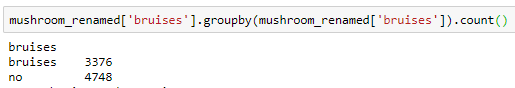 mushroom_renamed['bruises'].groupby(mushroom_renamed['bruises']).count()
bruises
bruises    3376
no         4748